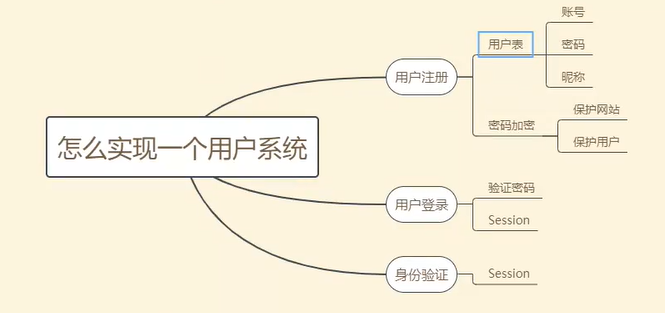 怎么实现一个用户系统
用户注册
用户表
账号
密码
昵称
密码加密
保护网站
保护用户
用户登录
验证密码
Session
身份验证
Session